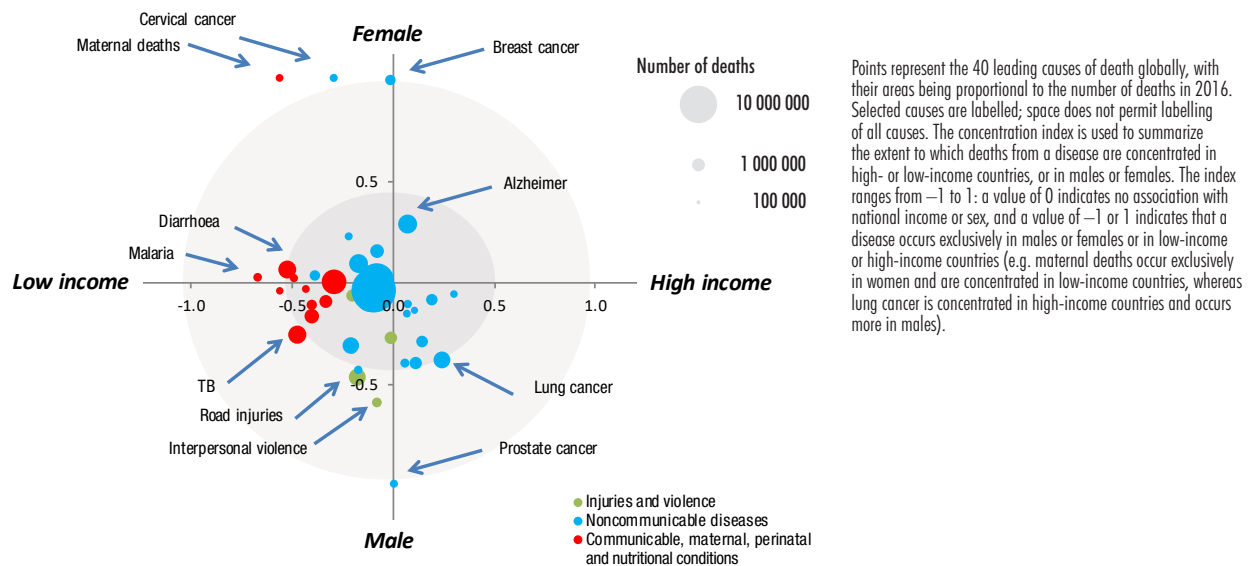 Cervical cancer
Maternal deaths
Female
Breast cancer
Number of deaths
10 000 000
1 000 000
100 000
Points represent the 40 leading causes of death globally, with
their areas being proportional to the number of deaths in 2016.
Selected causes are labelled; space does not permit labelling
of all causes. The concentration index is used to summarize
the extent to which deaths from a disease are concentrated in
high- or low-income countries, or in males or females. The index
ranges from –1 to 1: a value of 0 indicates no association with
national income or sex, and a value of –1 or 1 indicates that a
disease occurs exclusively in males or females or in low-income
or high-income countries (e.g. maternal deaths occur exclusively
in women and are concentrated in low-income countries, whereas
lung cancer is concentrated in high-income countries and occurs
more in males).
0.5
Alzheimer
Diarrhoea
Malaria
Low income
High income
-1.0
-0.5
0.0
0.5
1.0
TB
-0.5
Lung cancer
Road injuries
Interpersonal violence
Prostate cancer
Male
Injuries and violence
Noncommunicable diseases
Communicable, maternal, perinatal
and nutritional conditions